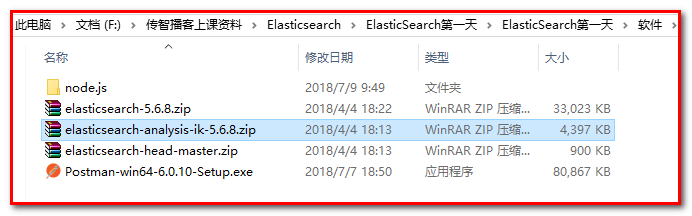 此电脑 › 文档 (F:) › 传智播客上课资料 › Elasticsearch › ElasticSearch第一天 › ElasticSearch第一天 › 软件 ›
名称 修改日期 类型 大小
node.js 2018/7/9 9:49 文件夹
elasticsearch-5.6.8.zip 2018/4/4 18:22 WinRAR ZIP 压缩... 33,023 KB
elasticsearch-analysis-ik-5.6.8.zip 2018/4/4 18:13 WinRAR ZIP 压缩... 4,397 KB
elasticsearch-head-master.zip 2018/4/4 18:13 WinRAR ZIP 压缩... 900 KB
Postman-win64-6.0.10-Setup.exe 2018/7/7 18:50 应用程序 80,867 KB